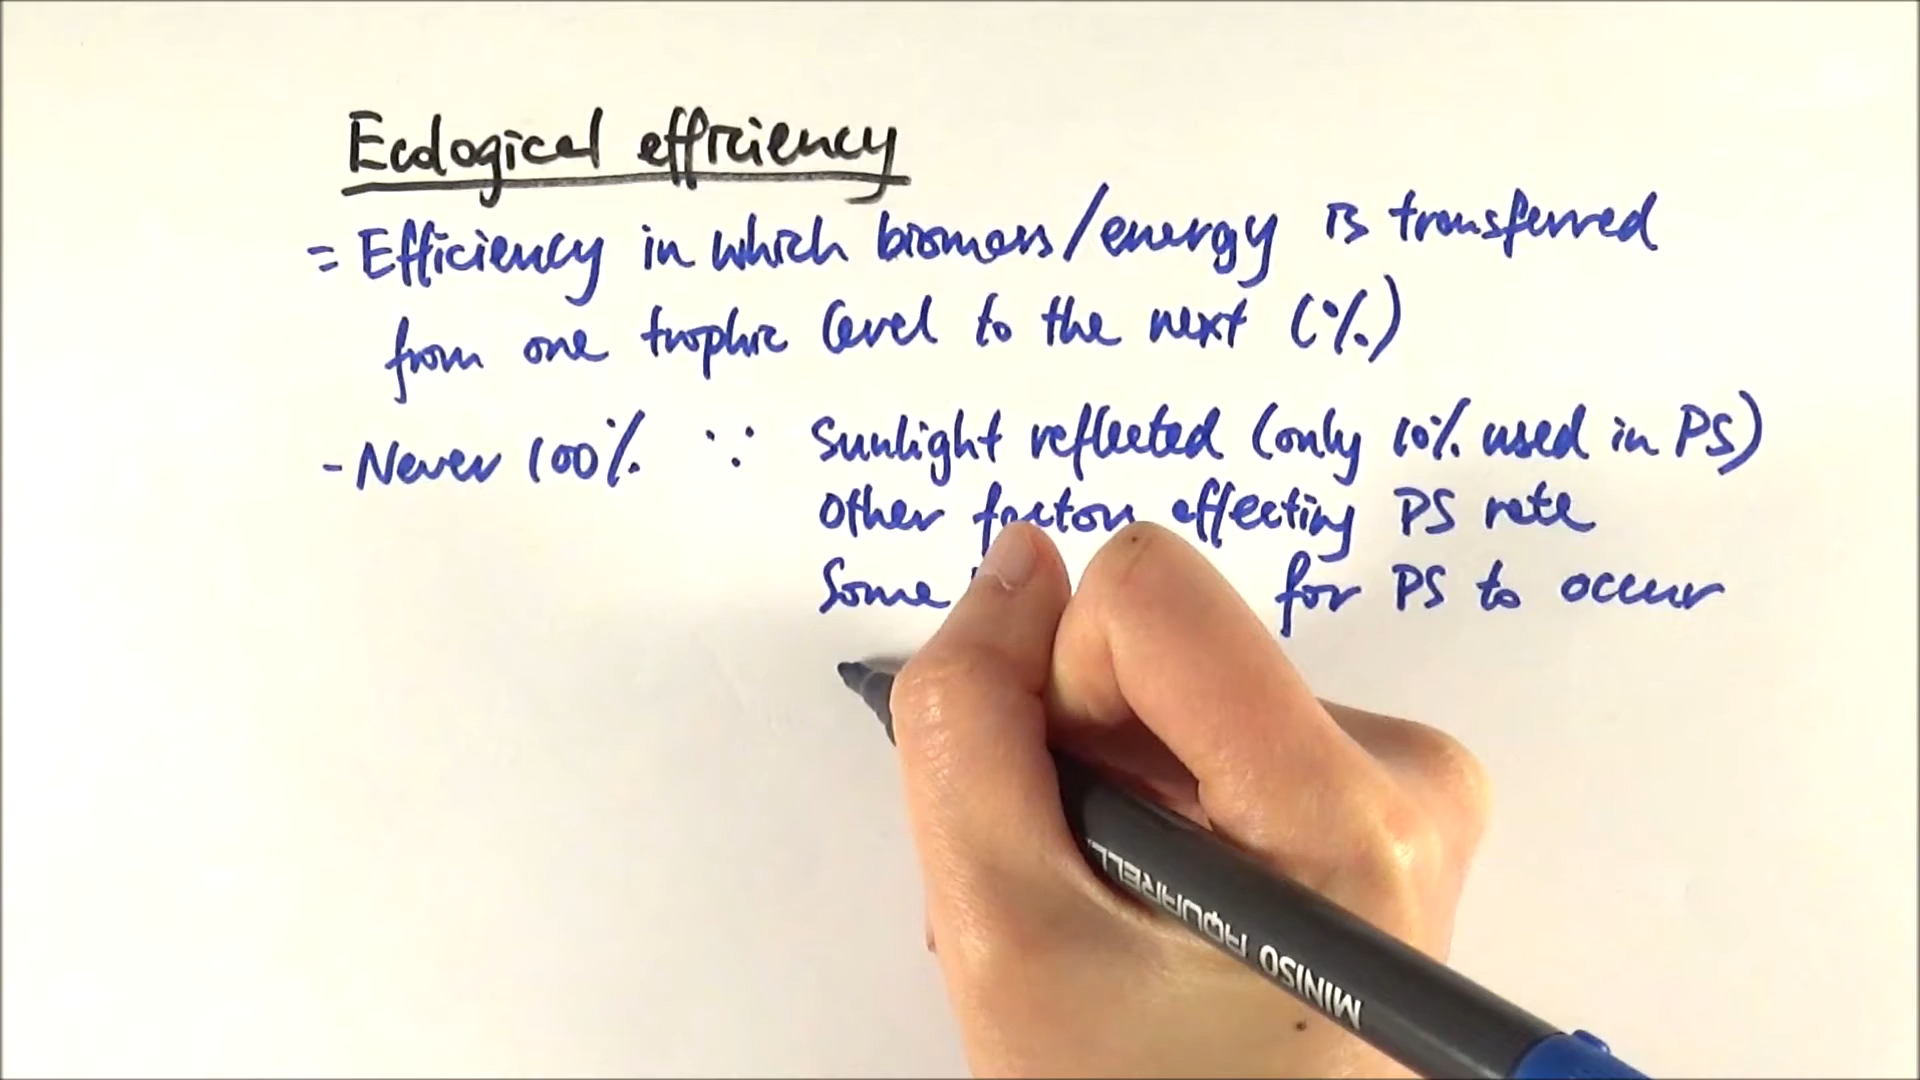 Ecological efficiency
= Efficiency in which biomass/energy is transferred
from one trophic level to the next (%)
- Never 100% ∵ Sunlight reflected (only 10% used in PS)
Other factors effecting PS rate
Some for PS to occur
MINISO AQUARELL